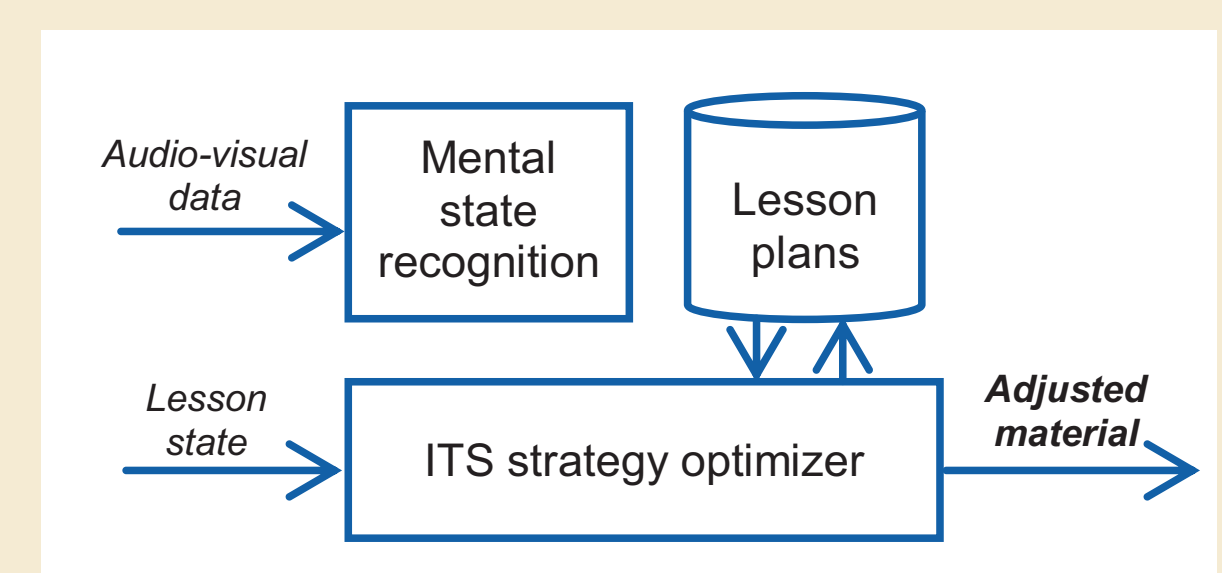 Audio-visual
data
Mental
state
recognition
Lesson
plans
Lesson
state
ITS strategy optimizer
Adjusted
material